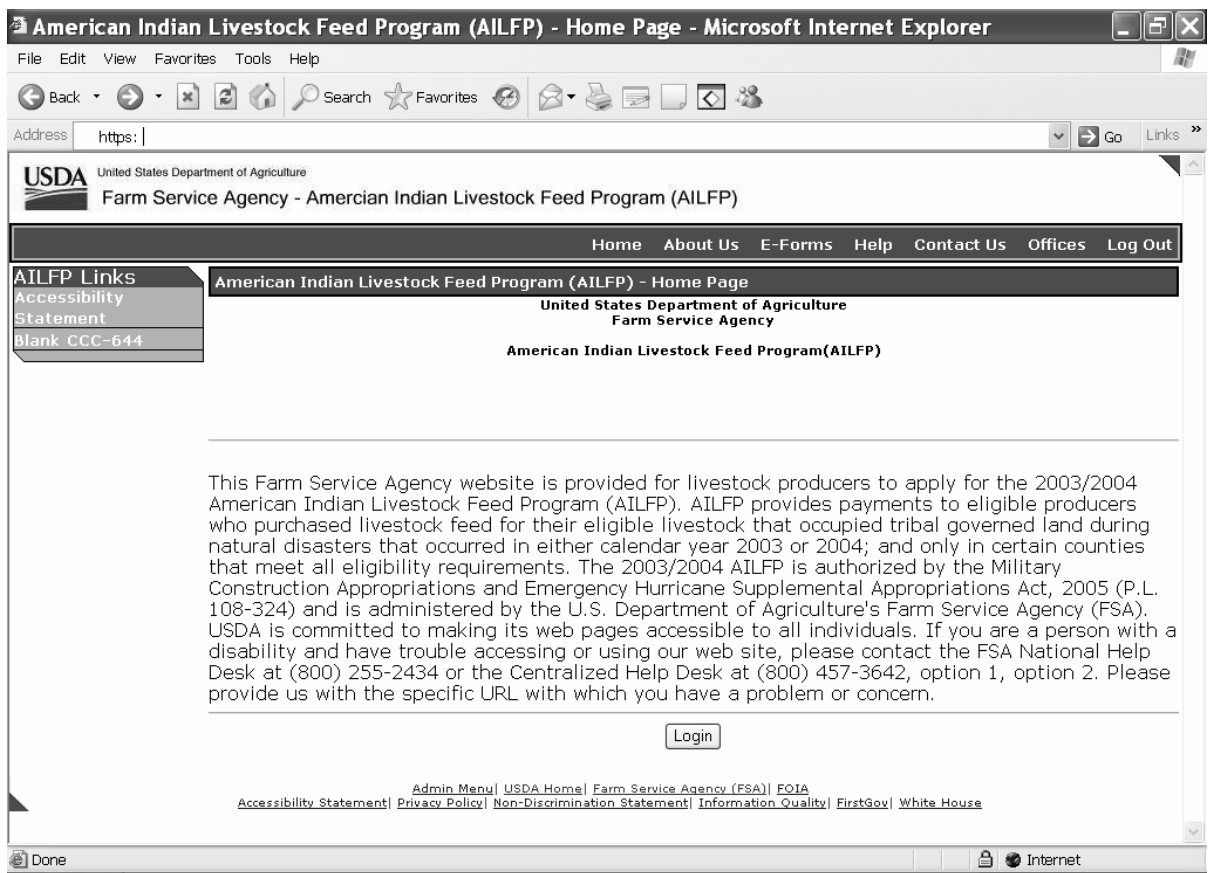 American Indian Livestock Feed Program (AILFP) - Home Page - Microsoft Internet Explorer
File Edit View Favorites Tools Help
Back Search Favorites
Address https: Go Links »
USDA United States Department of Agriculture
Farm Service Agency - Amercian Indian Livestock Feed Program (AILFP)
Home About Us E-Forms Help Contact Us Offices Log Out
AILFP Links
Accessibility
Statement
Blank CCC-644
American Indian Livestock Feed Program (AILFP) - Home Page
United States Department of Agriculture
Farm Service Agency
American Indian Livestock Feed Program(AILFP)
This Farm Service Agency website is provided for livestock producers to apply for the 2003/2004
American Indian Livestock Feed Program (AILFP). AILFP provides payments to eligible producers
who purchased livestock feed for their eligible livestock that occupied tribal governed land during
natural disasters that occurred in either calendar year 2003 or 2004; and only in certain counties
that meet all eligibility requirements. The 2003/2004 AILFP is authorized by the Military
Construction Appropriations and Emergency Hurricane Supplemental Appropriations Act, 2005 (P.L.
108-324) and is administered by the U.S. Department of Agriculture's Farm Service Agency (FSA).
USDA is committed to making its web pages accessible to all individuals. If you are a person with a
disability and have trouble accessing or using our web site, please contact the FSA National Help
Desk at (800) 255-2434 or the Centralized Help Desk at (800) 457-3642, option 1, option 2. Please
provide us with the specific URL with which you have a problem or concern.
Login
Admin Menu| USDA Home| Farm Service Agency (FSA)| FOIA
Accessibility Statement| Privacy Policy| Non-Discrimination Statement| Information Quality| FirstGov| White House
Done Internet